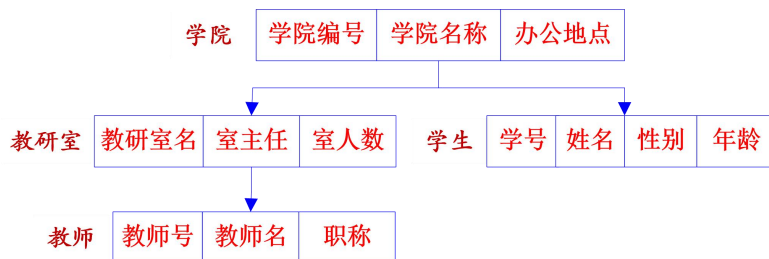 学院 学院编号 学院名称 办公地点
教研室 教研室名 室主任 室人数 学生 学号 姓名 性别 年龄
教师 教师号 教师名 职称